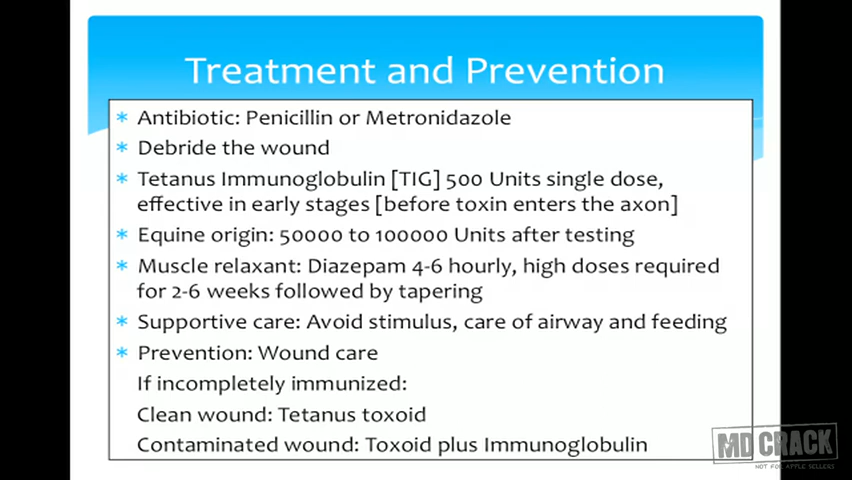 Treatment and Prevention
* Antibiotic: Penicillin or Metronidazole
* Debride the wound
* Tetanus Immunoglobulin [TIG] 500 Units single dose,
effective in early stages [before toxin enters the axon]
* Equine origin: 50000 to 100000 Units after testing
* Muscle relaxant: Diazepam 4-6 hourly, high doses required
for 2-6 weeks followed by tapering
* Supportive care: Avoid stimulus, care of airway and feeding
* Prevention: Wound care
If incompletely immunized:
Clean wound: Tetanus toxoid
Contaminated wound: Toxoid plus Immunoglobulin
MD CRACK
NOT FOR APPLE SELLERS